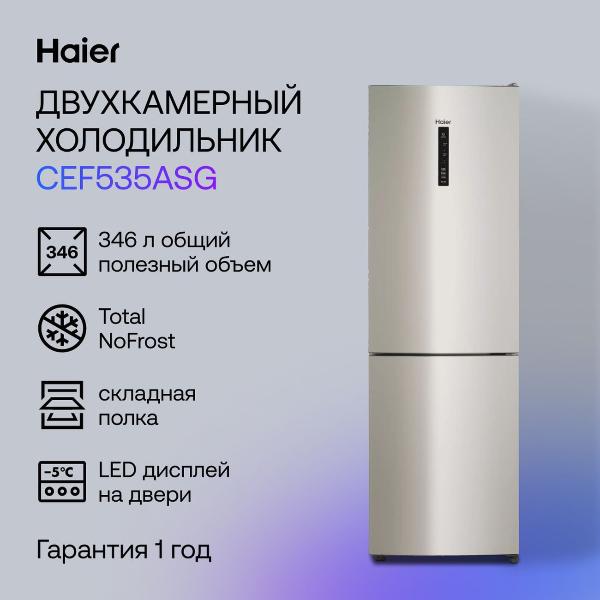 Haier
ДВУХКАМЕРНЫЙ
ХОЛОДИЛЬНИК
CEF535ASG
346
346 л общий
полезный объем
Total
NoFrost
складная
полка
-5°C
LED дисплей
на двери
Гарантия 1 год
Haier